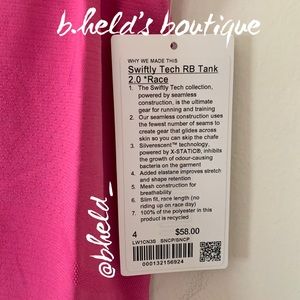 b.held's boutique
WHY WE MADE THIS
Swiftly Tech RB Tank
2.0 *Race
1. The Swiftly Tech collection,
powered by seamless
construction, is the ultimate
gear for running and training
2. Our seamless construction uses
the fewest number of seams to
create gear that glides across
skin so you can skip the chafe
3. Silverescent™ technology,
powered by X-STATIC®, inhibits
the growth of odour-causing
bacteria on the garment
4. Added elastane improves stretch
and shape retention
5. Mesh construction for
breathability
6. Slim fit, race length (no
riding up on race day)
7. 100% of the polyester in this
product is recycled
4 $58.00
LW1CN3S SNCP/SNCP
000132156924
@bheld_